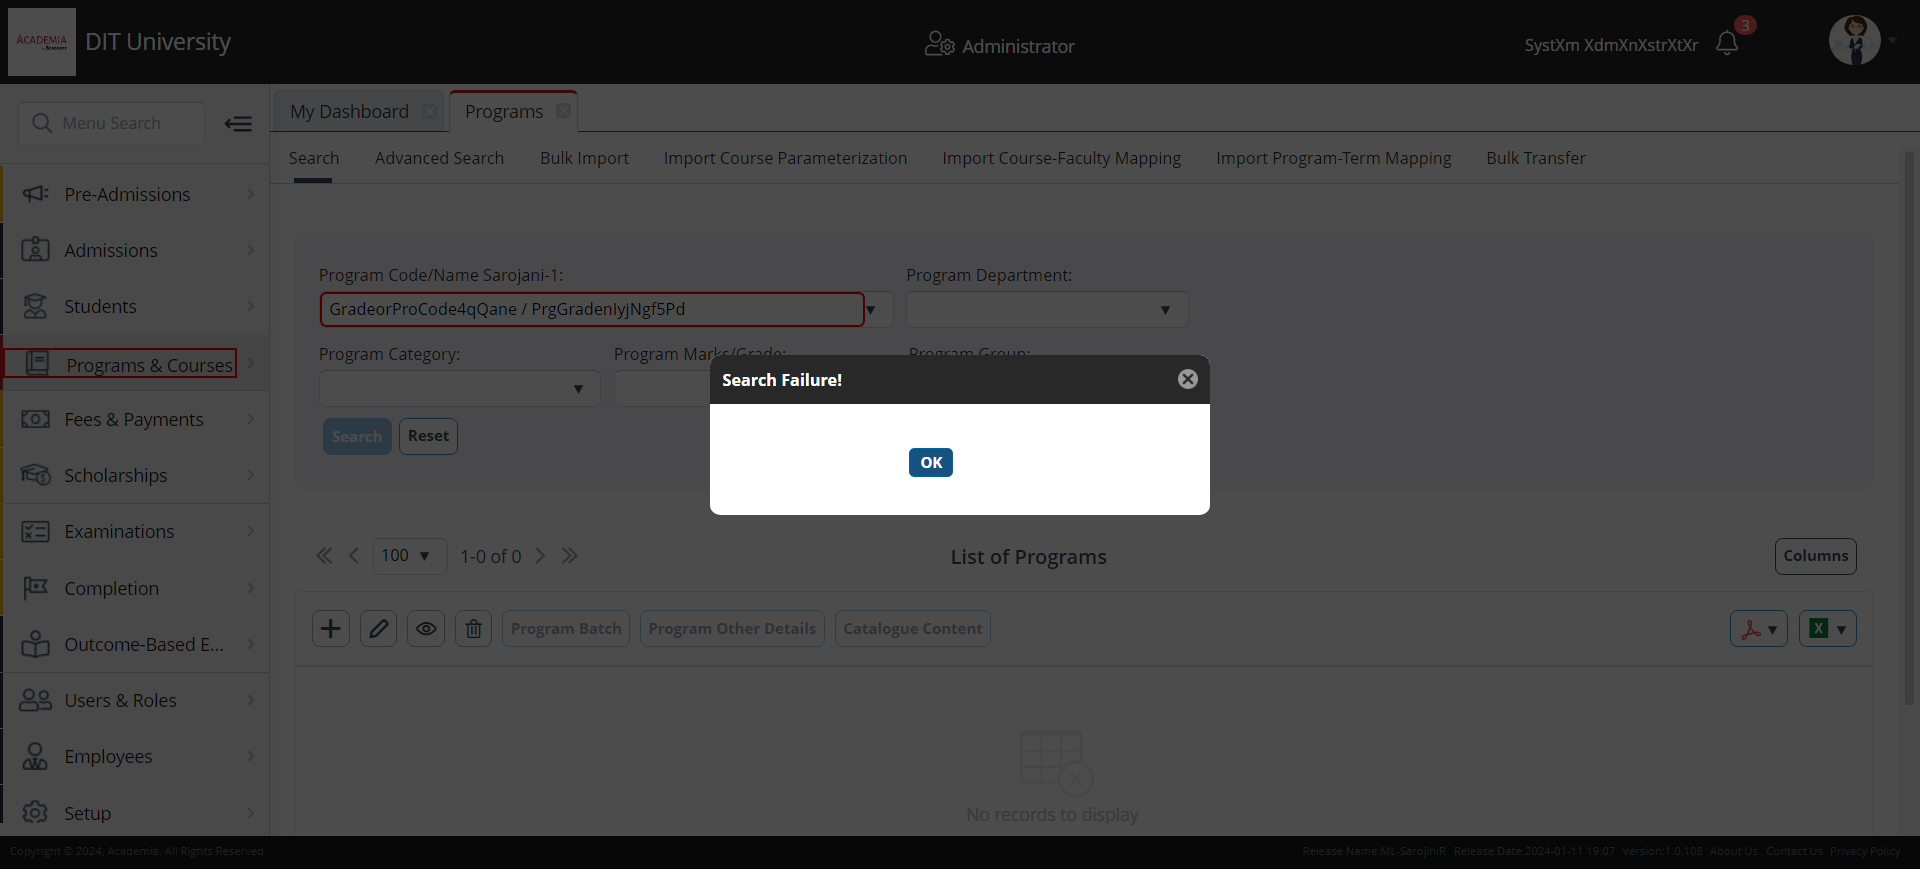 ACADEMIA
DIT University
Administrator
SystXm XdmXnXstrXtXr
3
Menu Search
My Dashboard
Programs
Search
Advanced Search
Bulk Import
Import Course Parameterization
Import Course-Faculty Mapping
Import Program-Term Mapping
Bulk Transfer
Pre-Admissions
Admissions
Students
Programs & Courses
Fees & Payments
Scholarships
Examinations
Completion
Outcome-Based E...
Users & Roles
Employees
Setup
Program Code/Name Sarojani-1:
Program Department:
GradeorProCode4qQane / PrgGradenIyjNgf5Pd
Program Category:
Program Marks/Grade:
Program Group:
Search Failure!
OK
Search
Reset
100
1-0 of 0
List of Programs
Columns
Program Batch
Program Other Details
Catalogue Content
X
No records to display
Copyright © 2024, Academia. All Rights Reserved
Release Name:ML-SarojiniR Release Date:2024-01-11 19:07 Version:1.0.108 About Us Contact Us Privacy Policy